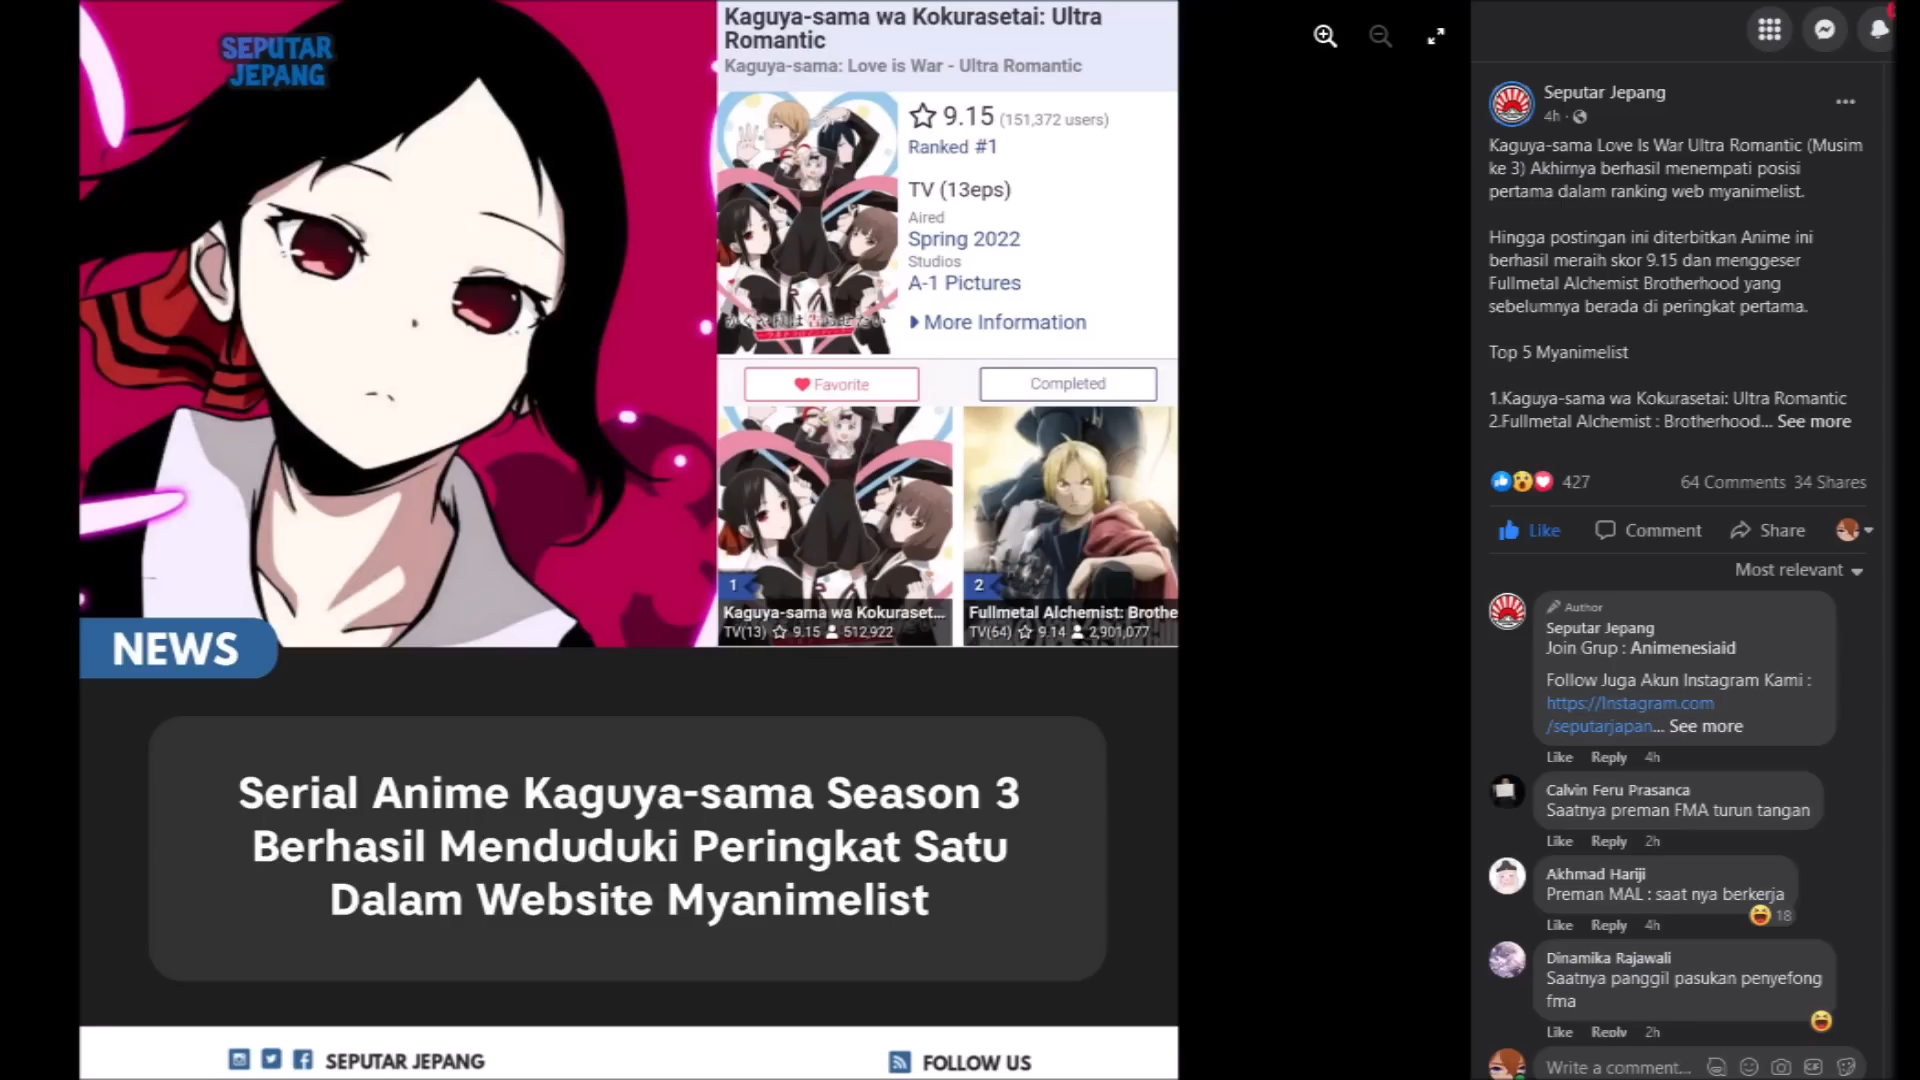 SEPUTAR
JEPANG
Kaguya-sama wa Kokurasetai: Ultra
Romantic
Kaguya-sama: Love is War - Ultra Romantic
9.15 (151,372 users)
Ranked #1
TV (13eps)
Aired
Spring 2022
Studios
A-1 Pictures
More Information
かぐや様は告らせたい
Favorite
Completed
1
Kaguya-sama wa Kokuraset...
TV(13) 9.15 512,922
2
Fullmetal Alchemist: Brothe
TV(64) 9.14 2,901,077
NEWS
Serial Anime Kaguya-sama Season 3
Berhasil Menduduki Peringkat Satu
Dalam Website Myanimelist
SEPUTAR JEPANG
FOLLOW US
Seputar Jepang
4h ·
Kaguya-sama Love Is War Ultra Romantic (Musim
ke 3) Akhirnya berhasil menempati posisi
pertama dalam ranking web myanimelist.
Hingga postingan ini diterbitkan Anime ini
berhasil meraih skor 9.15 dan menggeser
Fullmetal Alchemist Brotherhood yang
sebelumnya berada di peringkat pertama.
Top 5 Myanimelist
1.Kaguya-sama wa Kokurasetai: Ultra Romantic
2.Fullmetal Alchemist : Brotherhood... See more
427
64 Comments 34 Shares
Like Comment Share
Most relevant
Author
Seputar Jepang
Join Grup : Animenesiaid
Follow Juga Akun Instagram Kami :
https://Instagram.com
/seputarjapan... See more
Like Reply 4h
Calvin Feru Prasanca
Saatnya preman FMA turun tangan
Like Reply 2h
Akhmad Hariji
Preman MAL : saat nya berkerja
18
Like Reply 4h
Dinamika Rajawali
Saatnya panggil pasukan penyefong
fma
Like Reply 2h
Write a comment...